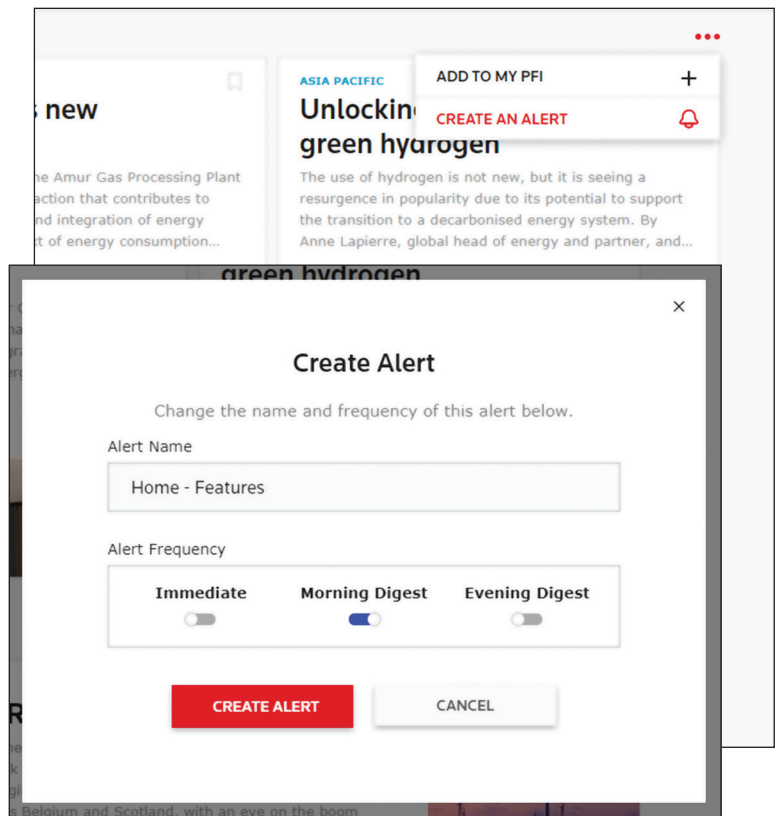 ADD TO MY PFI
CREATE AN ALERT
new
ASIA PACIFIC
green hydrogen
Amur Gas Processing Plant
action that contributes to
integration of energy
of energy consumption...
The use of hydrogen is not new, but it is seeing a
resurgence in popularity due to its potential to support
the transition to a decarbonised energy system. By
Anne Lapierre, global head of energy and partner, and...
green hydrogen
Create Alert
Change the name and frequency of this alert below.
Alert Name
Home - Features
Alert Frequency
Immediate Morning Digest Evening Digest
CREATE ALERT CANCEL
Belgium and Scotland, with an eye on the boom